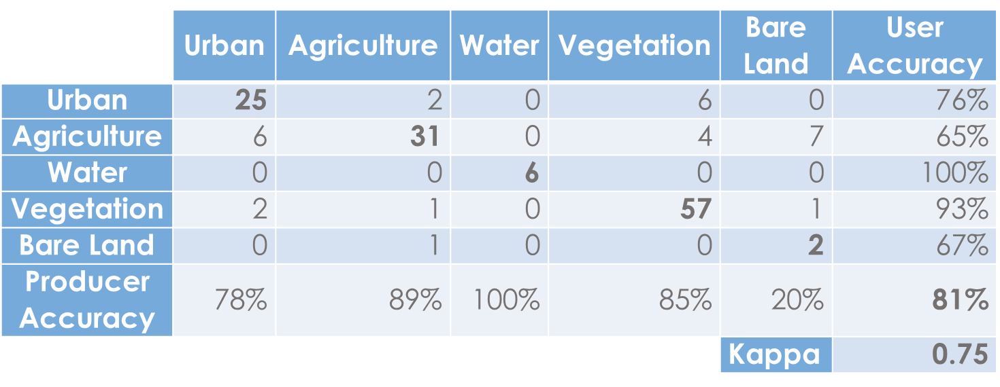 Urban Agriculture Water Vegetation Bare Land User Accuracy
Urban 25 2 0 6 0 76%
Agriculture 6 31 0 4 7 65%
Water 0 0 6 0 0 100%
Vegetation 2 1 0 57 1 93%
Bare Land 0 1 0 0 2 67%
Producer Accuracy 78% 89% 100% 85% 20% 81%
Kappa 0.75